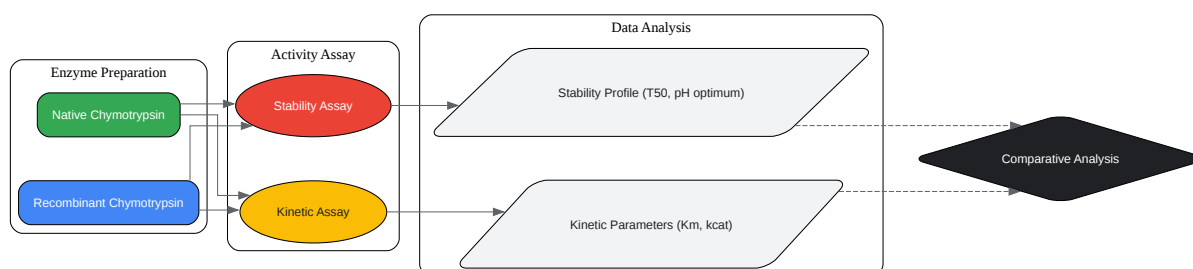 Enzyme Preparation
Native Chymotrypsin
Recombinant Chymotrypsin
Activity Assay
Stability Assay
Kinetic Assay
Data Analysis
Stability Profile (T50, pH optimum)
Kinetic Parameters (Km, kcat)
Comparative Analysis